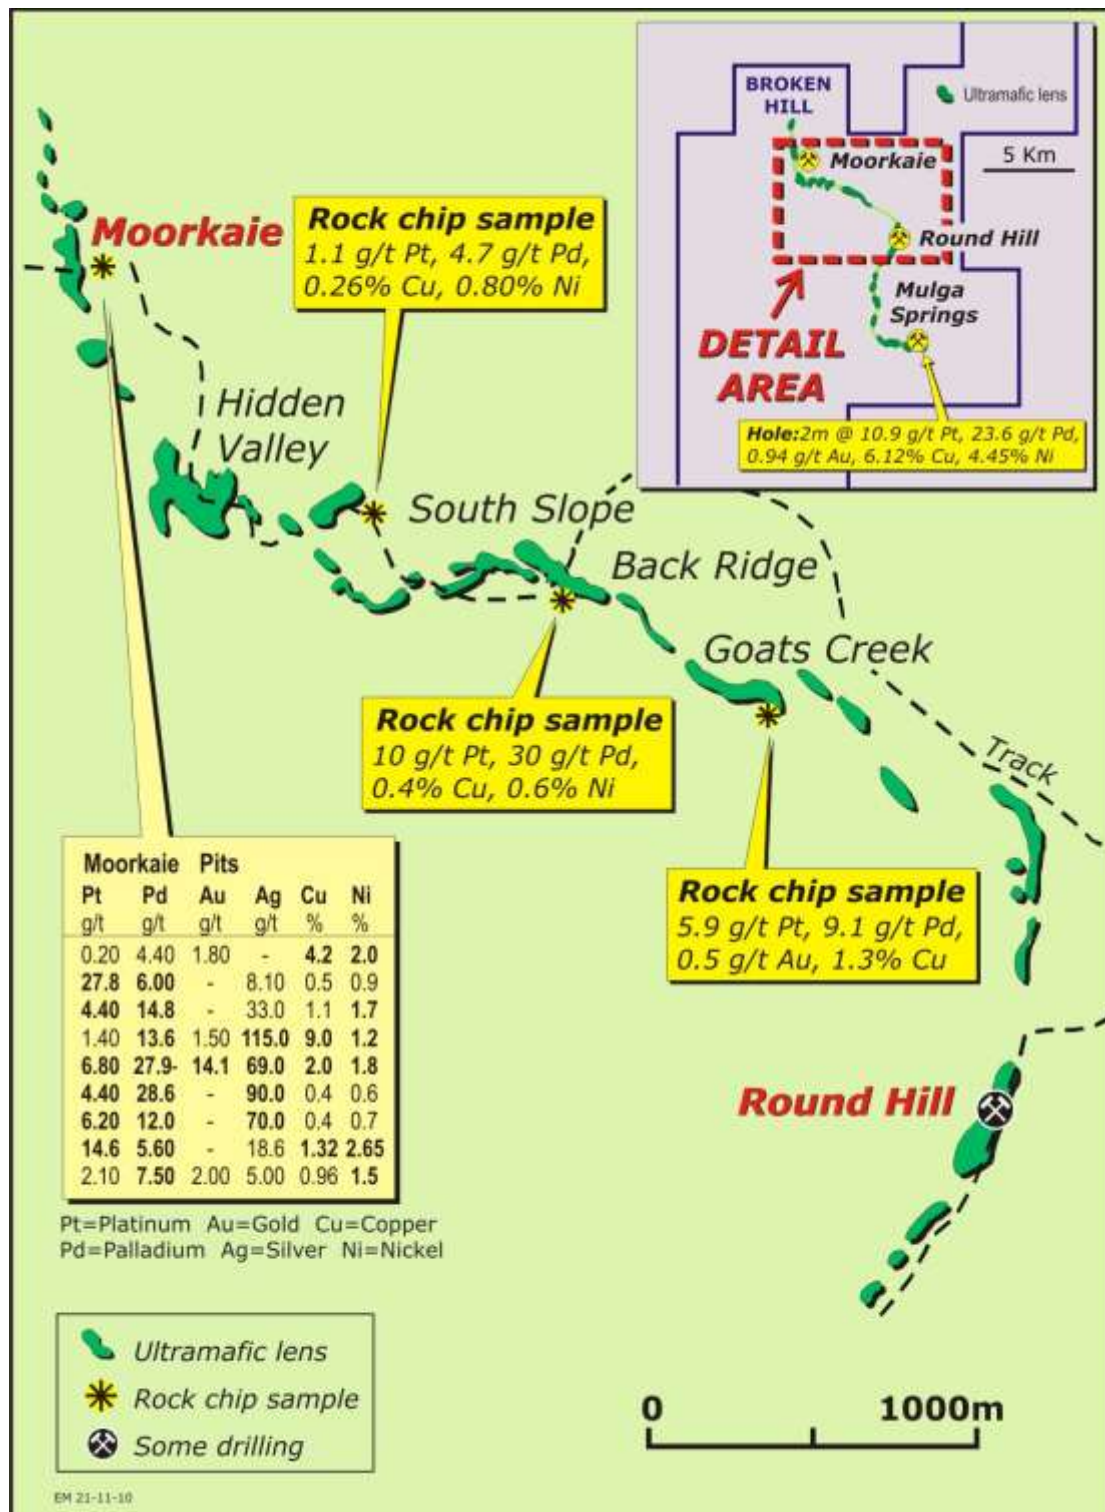 BROKEN
HILL
Ultramafic lens
5 Km
Moorkaie
Round Hill
Mulga
Springs
DETAIL
AREA
Hole:2m @ 10.9 g/t Pt, 23.6 g/t Pd,
0.94 g/t Au, 6.12% Cu, 4.45% Ni
Moorkaie
Rock chip sample
1.1 g/t Pt, 4.7 g/t Pd,
0.26% Cu, 0.80% Ni
Hidden
Valley
South Slope
Back Ridge
Goats Creek
Track
Rock chip sample
10 g/t Pt, 30 g/t Pd,
0.4% Cu, 0.6% Ni
Rock chip sample
5.9 g/t Pt, 9.1 g/t Pd,
0.5 g/t Au, 1.3% Cu
Round Hill
Moorkaie Pits
Pt Pd Au Ag Cu Ni
g/t g/t g/t g/t % %
0.20 4.40 1.80 - 4.2 2.0
27.8 6.00 - 8.10 0.5 0.9
4.40 14.8 - 33.0 1.1 1.7
1.40 13.6 1.50 115.0 9.0 1.2
6.80 27.9- 14.1 69.0 2.0 1.8
4.40 28.6 - 90.0 0.4 0.6
6.20 12.0 - 70.0 0.4 0.7
14.6 5.60 - 18.6 1.32 2.65
2.10 7.50 2.00 5.00 0.96 1.5
Pt=Platinum Au=Gold Cu=Copper
Pd=Palladium Ag=Silver Ni=Nickel
Ultramafic lens
Rock chip sample
Some drilling
0 1000m
EM 21-11-10